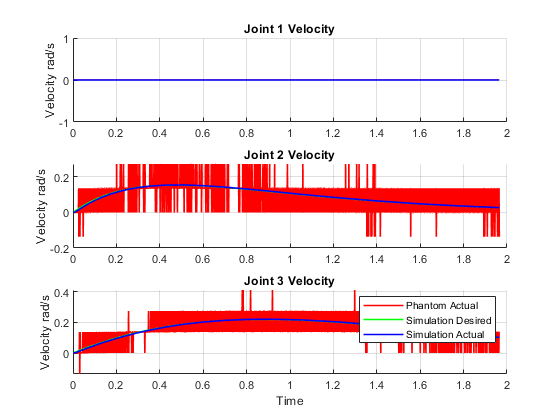 Joint 1 Velocity
Velocity rad/s
1
0
-1
0 0.2 0.4 0.6 0.8 1 1.2 1.4 1.6 1.8 2
Joint 2 Velocity
Velocity rad/s
0.2
0
-0.2
0 0.2 0.4 0.6 0.8 1 1.2 1.4 1.6 1.8 2
Joint 3 Velocity
Velocity rad/s
0.4
0.2
0
Phantom Actual
Simulation Desired
Simulation Actual
0 0.2 0.4 0.6 0.8 1 1.2 1.4 1.6 1.8 2
Time